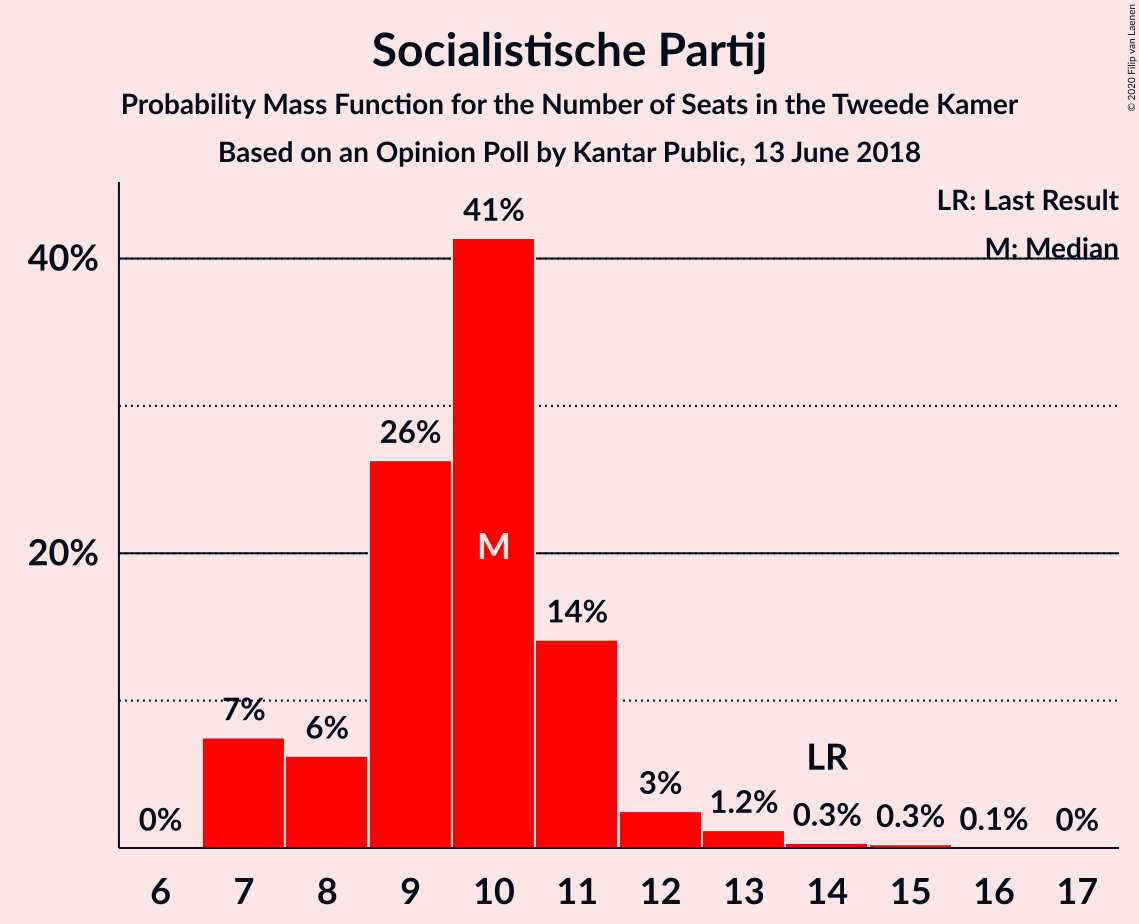 Socialistische Partij
Probability Mass Function for the Number of Seats in the Tweede Kamer
Based on an Opinion Poll by Kantar Public, 13 June 2018
© 2020 Filip van Laenen
LR: Last Result
M: Median
40%
20%
0%
7%
6%
26%
41%
M
14%
3%
1.2%
LR
0.3%
0.3%
0.1%
0%
6 7 8 9 10 11 12 13 14 15 16 17